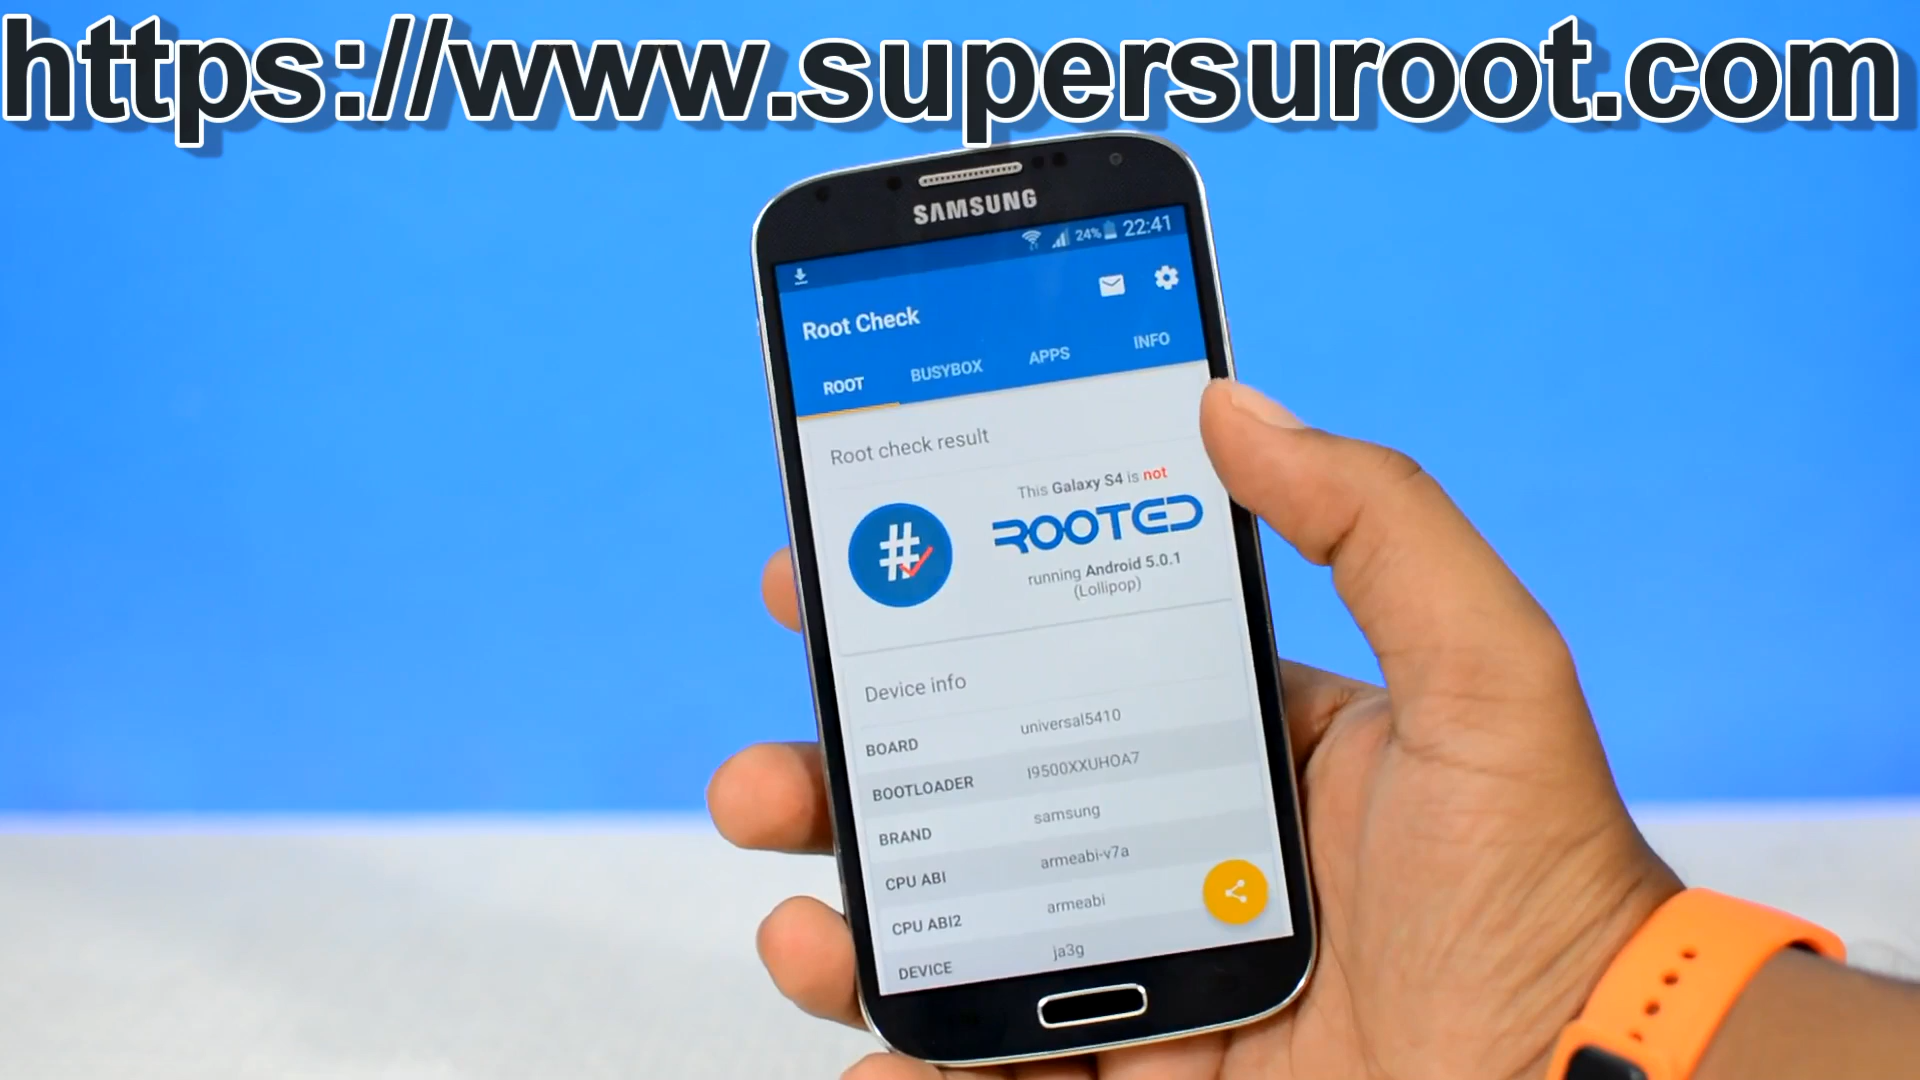 https://www.supersuroot.com
SAMSUNG
24% 22:41
Root Check
ROOT BUSYBOX APPS INFO
Root check result
This Galaxy S4 is not
ROOTED
running Android 5.0.1
(Lollipop)
Device info
BOARD universal5410
BOOTLOADER I9500XXUHOA7
BRAND samsung
CPU ABI armeabi-v7a
CPU ABI2 armeabi
DEVICE ja3g